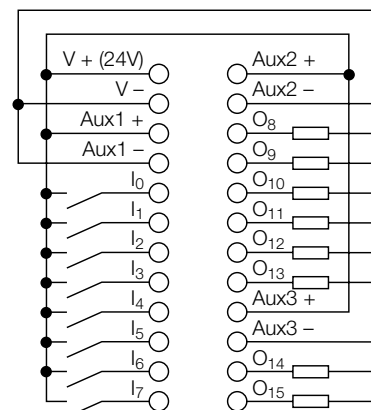 V + (24V)
V –
Aux1 +
Aux1 –
I0
I1
I2
I3
I4
I5
I6
I7
Aux2 +
Aux2 –
O8
O9
O10
O11
O12
O13
Aux3 +
Aux3 –
O14
O15